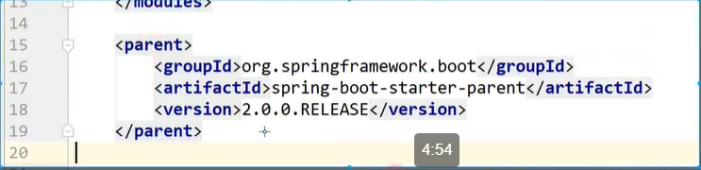 13 </modules>
14
15 <parent>
16 <groupId>org.springframework.boot</groupId>
17 <artifactId>spring-boot-starter-parent</artifactId>
18 <version>2.0.0.RELEASE</version>
19 </parent>
20
4:54